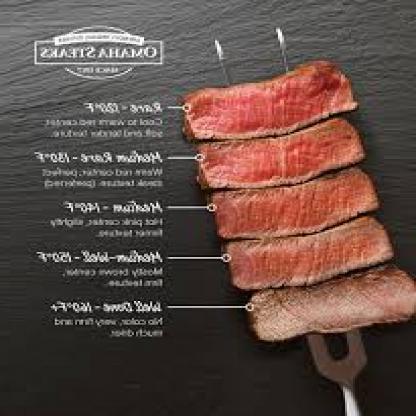 OMAHA STEAKS
SINCE 1917
Rare - 120°F
Cool to warm red center,
soft and tender texture.
Medium Rare - 130°F
Warm red center, perfect
steak texture (preferred)
Medium - 140°F
Hot pink center, slightly
firmer texture.
Medium-Well - 150°F
Mostly brown center,
firm texture.
Well Done - 160°F+
No color, very firm and
much drier.